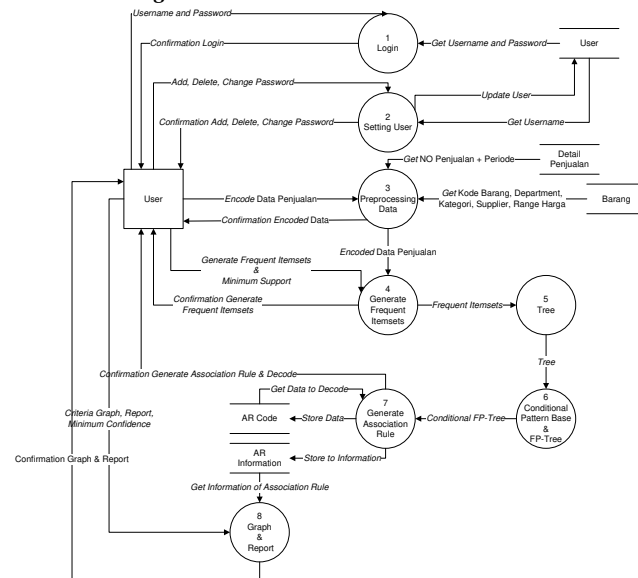 Username and Password
1
Login
Confirmation Login
Get Username and Password
User
Add, Delete, Change Password
Update User
2
Setting User
Confirmation Add, Delete, Change Password
Get Username
Get NO Penjualan + Periode
Detail
Penjualan
User
Encode Data Penjualan
3
Preprocessing
Data
Get Kode Barang, Department,
Kategori, Supplier, Range Harga
Barang
Confirmation Encoded Data
Encoded Data Penjualan
Generate Frequent Itemsets
&
Minimum Support
4
Generate
Frequent
Itemsets
Confirmation Generate
Frequent Itemsets
Frequent Itemsets
5
Tree
Tree
Confirmation Generate Association Rule & Decode
Get Data to Decode
7
Generate
Association
Rule
6
Conditional
Pattern Base
&
FP-Tree
AR Code
Store Data
Conditional FP-Tree
Criteria Graph, Report,
Minimum Confidence
AR
Information
Store to Information
Confirmation Graph & Report
Get Information of Association Rule
8
Graph
&
Report